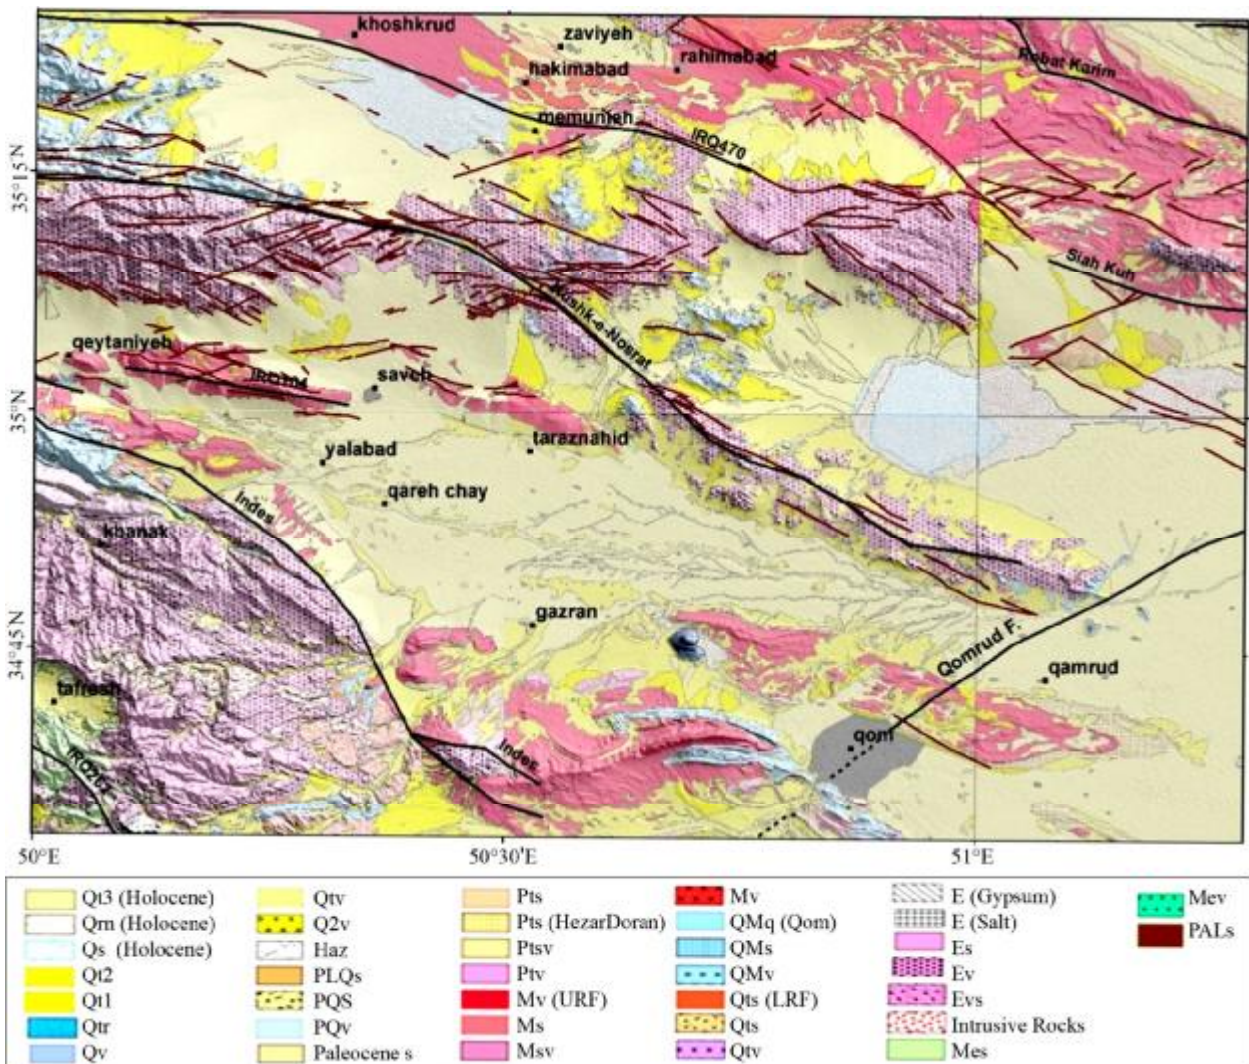 khoshkrud
zaviyeh
hakimabad
rahimabad
Robat Karim
memunieh
IRQ470
35°15'N
Siah Kuh
Kushk-e-Nosrat
qeytaniyeh
IRQ104
saveh
35°N
yalabad
taraznahid
Indes
qareh chay
khanak
gazran
34°45'N
Qomrud F.
qamrud
tafresh
qom
Indes
50°E
50°30'E
51°E
Qt3 (Holocene)
Qm (Holocene)
Qs (Holocene)
Qt2
Qt1
Qtr
Qv
Qtv
Q2v
Haz
PLQs
PQS
PQv
Paleocene s
Pts
Pts (HezarDoran)
Ptsv
Ptv
Mv (URF)
Ms
Msv
Mv
QMq (Qom)
QMs
QMv
Qts (LRF)
Qts
Qtv
E (Gypsum)
E (Salt)
Es
Ev
Evs
Intrusive Rocks
Mes
Mev
PALs